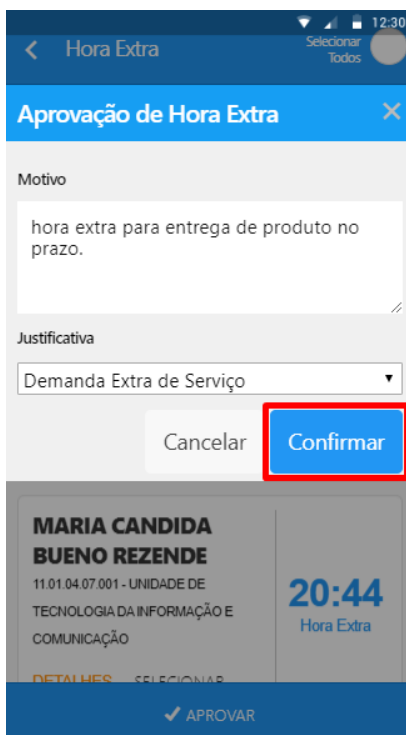 12:30
Hora Extra
Selecionar
Todos
Aprovação de Hora Extra
Motivo
hora extra para entrega de produto no
prazo.
Justificativa
Demanda Extra de Serviço
Cancelar
Confirmar
MARIA CANDIDA
BUENO REZENDE
11.01.04.07.001 - UNIDADE DE
TECNOLOGIA DA INFORMAÇÃO E
COMUNICAÇÃO
20:44
Hora Extra
DETALHES SELECIONAR
APROVAR